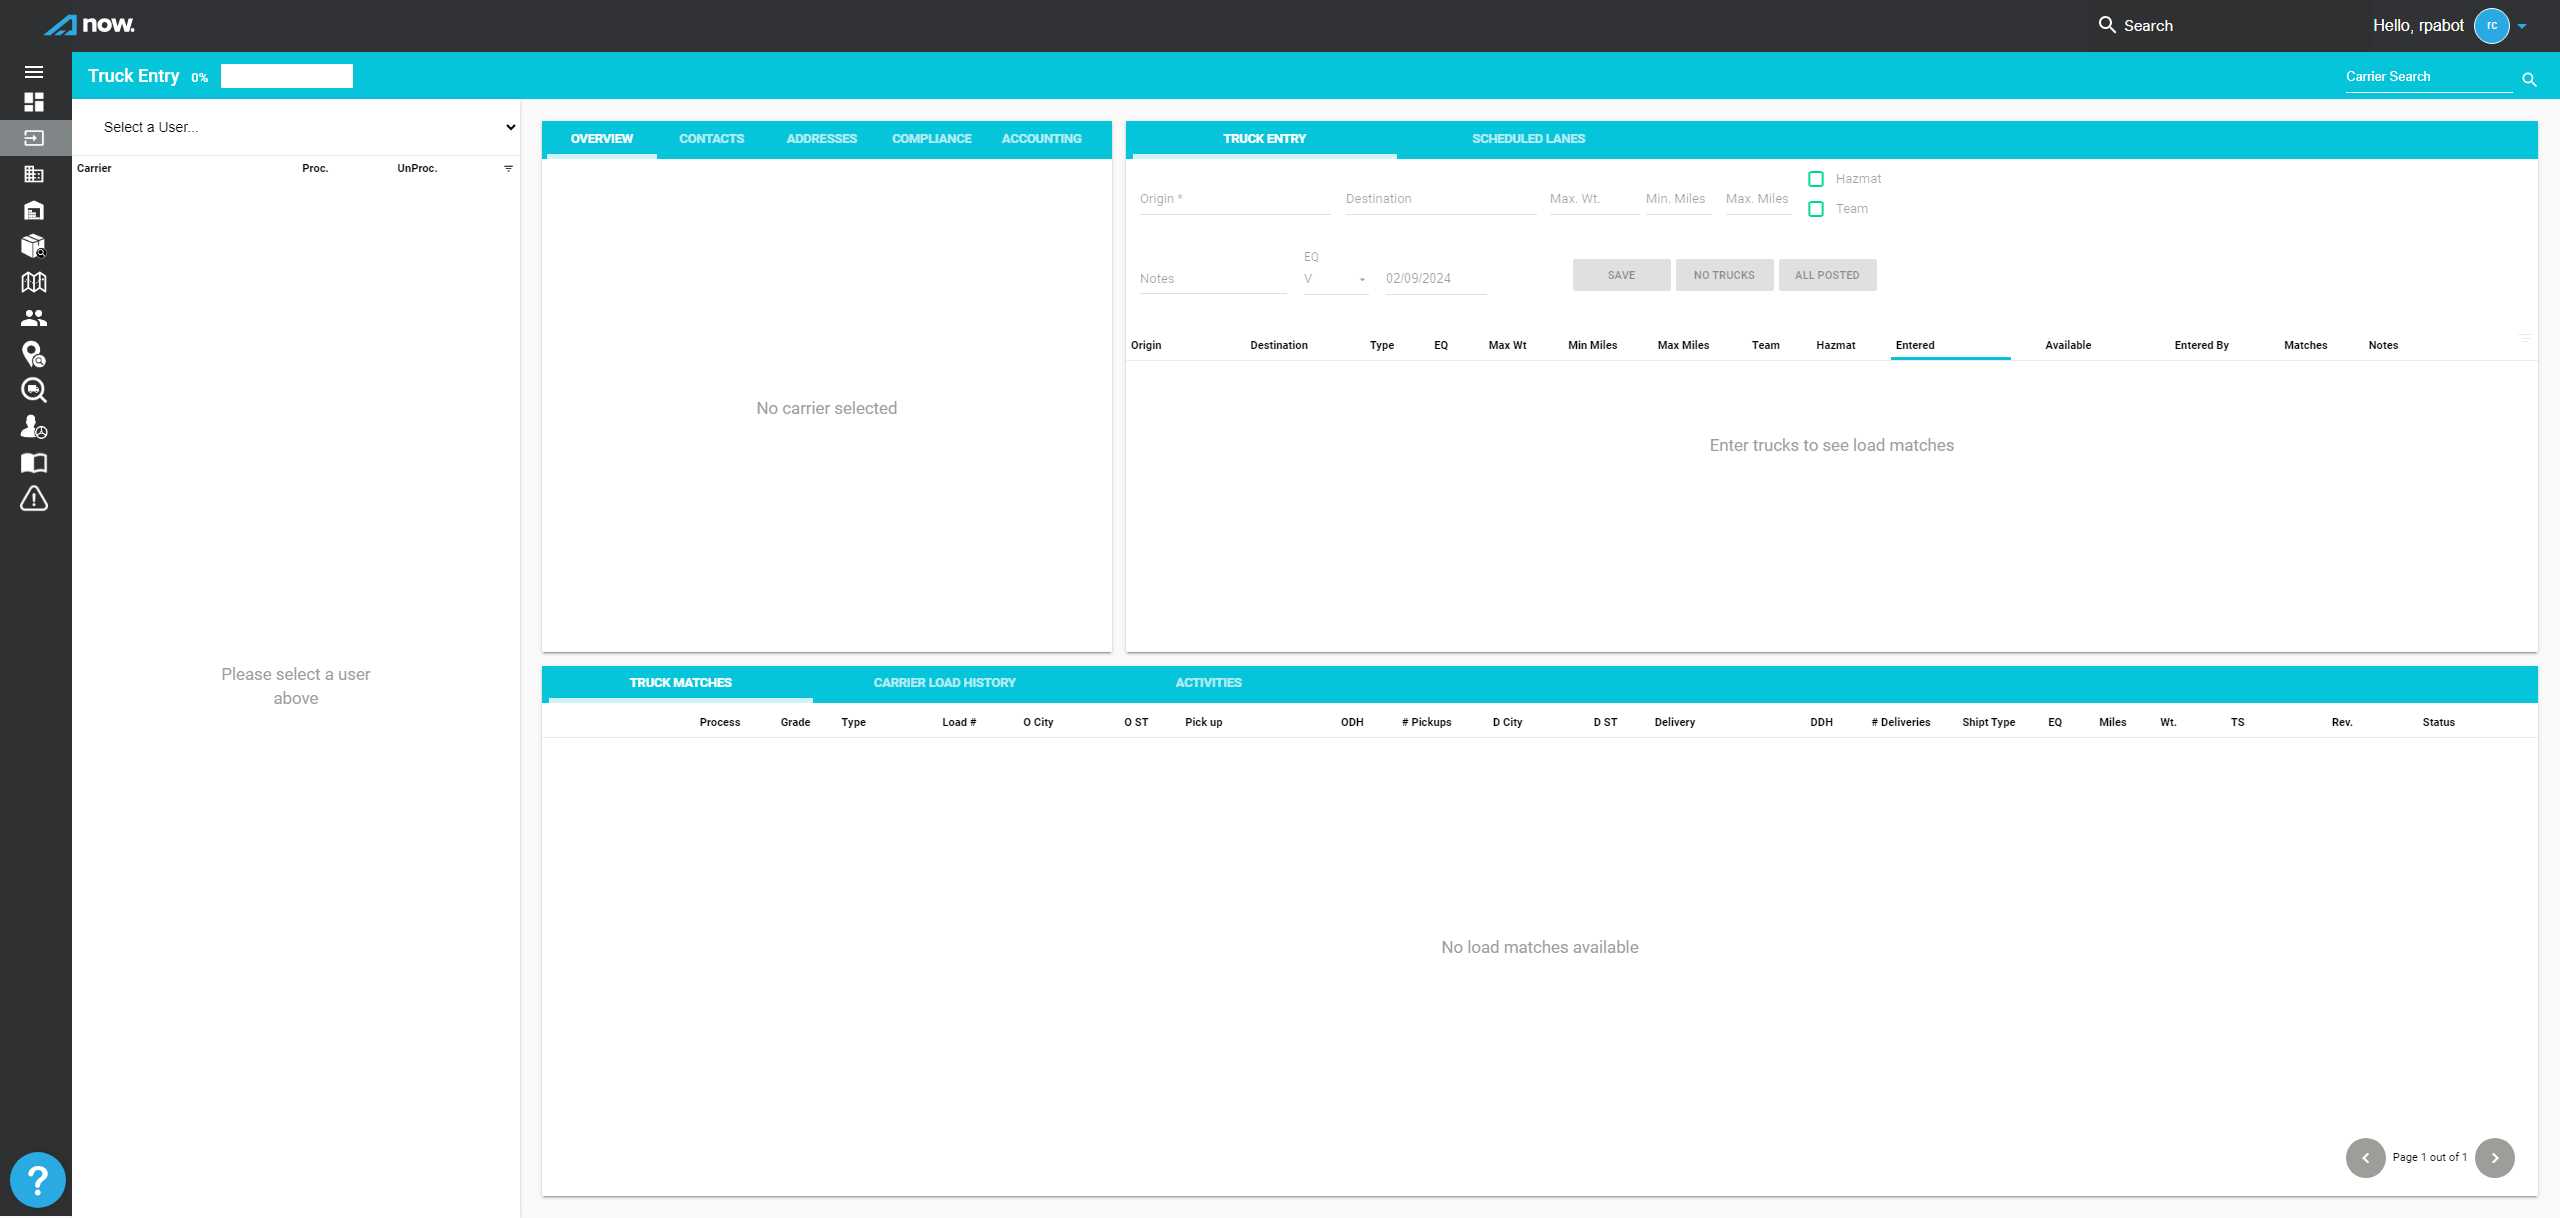 now.
Search
Hello, rpabot
rc
Truck Entry 0%
Carrier Search
Select a User...
Carrier Proc. UnProc.
Please select a user
above
OVERVIEW CONTACTS ADDRESSES COMPLIANCE ACCOUNTING
No carrier selected
TRUCK ENTRY SCHEDULED LANES
Origin * Destination Max. Wt. Min. Miles Max. Miles
Hazmat
Team
Notes
EQ
V
02/09/2024
SAVE NO TRUCKS ALL POSTED
Origin Destination Type EQ Max Wt Min Miles Max Miles Team Hazmat Entered Available Entered By Matches Notes
Enter trucks to see load matches
TRUCK MATCHES CARRIER LOAD HISTORY ACTIVITIES
Process Grade Type Load # O City O ST Pick up ODH # Pickups D City D ST Delivery DDH # Deliveries Shipt Type EQ Miles Wt. TS Rev. Status
No load matches available
Page 1 out of 1
?